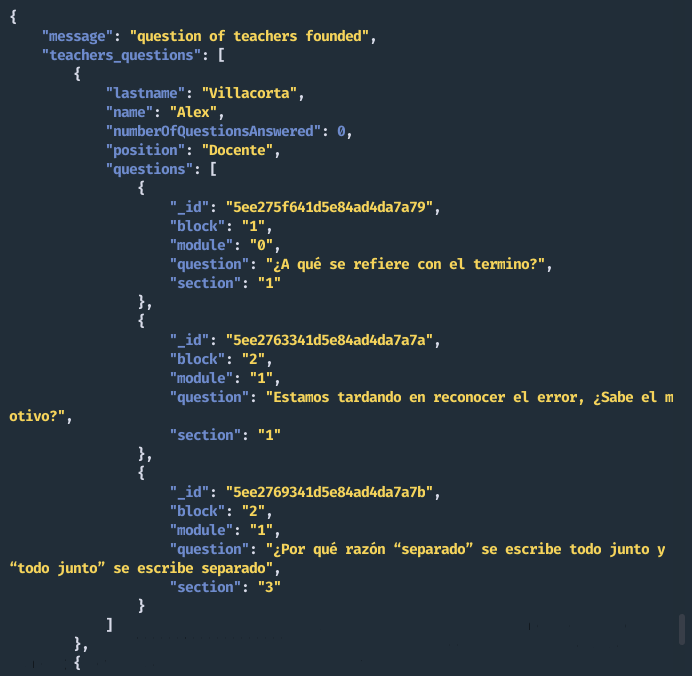 {
    "message": "question of teachers founded",
    "teachers_questions": [
        {
            "lastname": "Villacorta",
            "name": "Alex",
            "numberOfQuestionsAnswered": 0,
            "position": "Docente",
            "questions": [
                {
                    "_id": "5ee275f641d5e84ad4da7a79",
                    "block": "1",
                    "module": "0",
                    "question": "¿A qué se refiere con el termino?",
                    "section": "1"
                },
                {
                    "_id": "5ee2763341d5e84ad4da7a7a",
                    "block": "2",
                    "module": "1",
                    "question": "Estamos tardando en reconocer el error, ¿Sabe el m
otivo?",
                    "section": "1"
                },
                {
                    "_id": "5ee2769341d5e84ad4da7a7b",
                    "block": "2",
                    "module": "1",
                    "question": "¿Por qué razón “separado” se escribe todo junto y
“todo junto” se escribe separado",
                    "section": "3"
                }
            ]
        },
        {